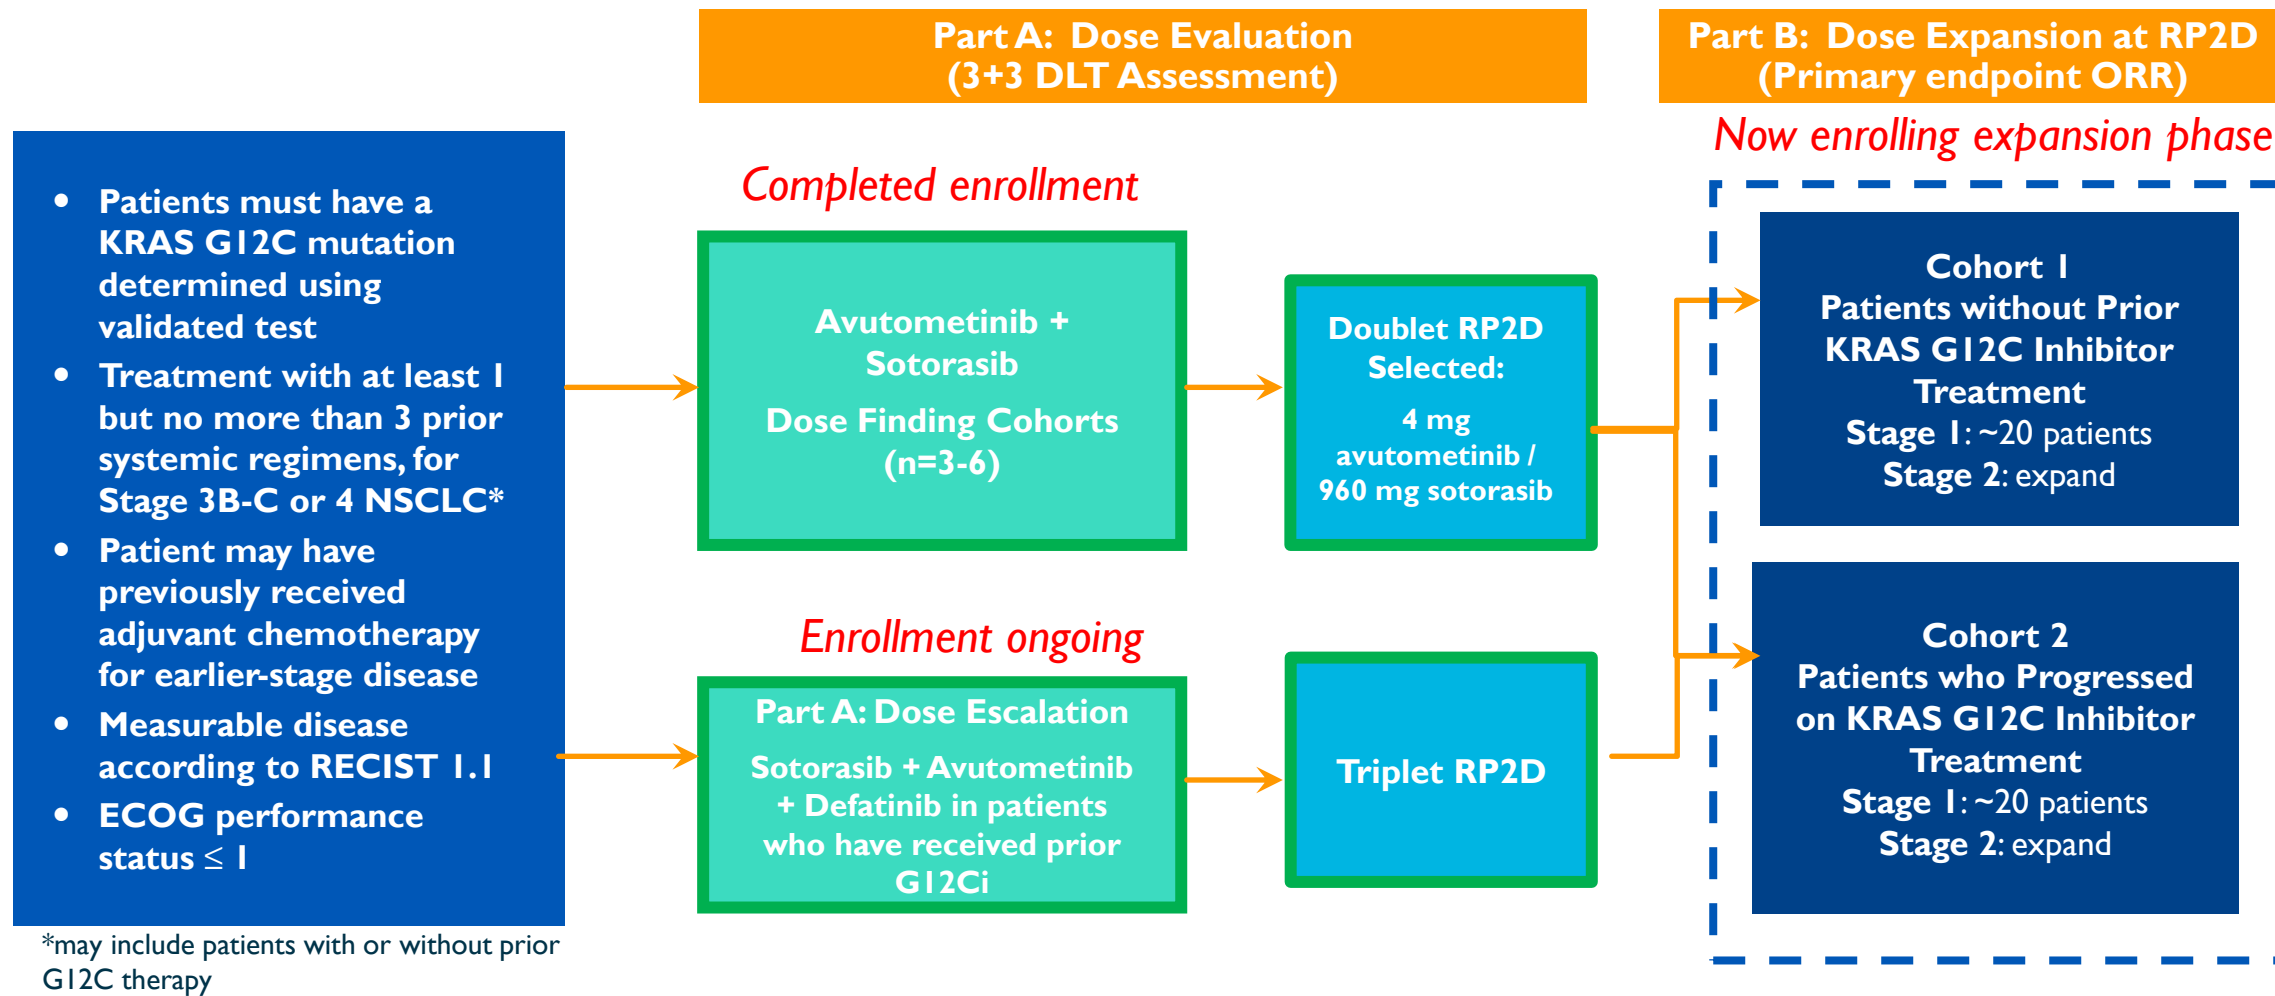 Part A: Dose Evaluation
(3+3 DLT Assessment)
Part B: Dose Expansion at RP2D
(Primary endpoint ORR)
Now enrolling expansion phase
• Patients must have a
KRAS G12C mutation
determined using
validated test
• Treatment with at least 1
but no more than 3 prior
systemic regimens, for
Stage 3B-C or 4 NSCLC*
• Patient may have
previously received
adjuvant chemotherapy
for earlier-stage disease
• Measurable disease
according to RECIST 1.1
• ECOG performance
status ≤ 1
*may include patients with or without prior
G12C therapy
Completed enrollment
Avutometinib +
Sotorasib
Dose Finding Cohorts
(n=3-6)
Doublet RP2D
Selected:
4 mg
avutometinib /
960 mg sotorasib
Enrollment ongoing
Part A: Dose Escalation
Sotorasib + Avutometinib
+ Defatinib in patients
who have received prior
G12Ci
Triplet RP2D
Cohort 1
Patients without Prior
KRAS G12C Inhibitor
Treatment
Stage 1: ~20 patients
Stage 2: expand
Cohort 2
Patients who Progressed
on KRAS G12C Inhibitor
Treatment
Stage 1: ~20 patients
Stage 2: expand